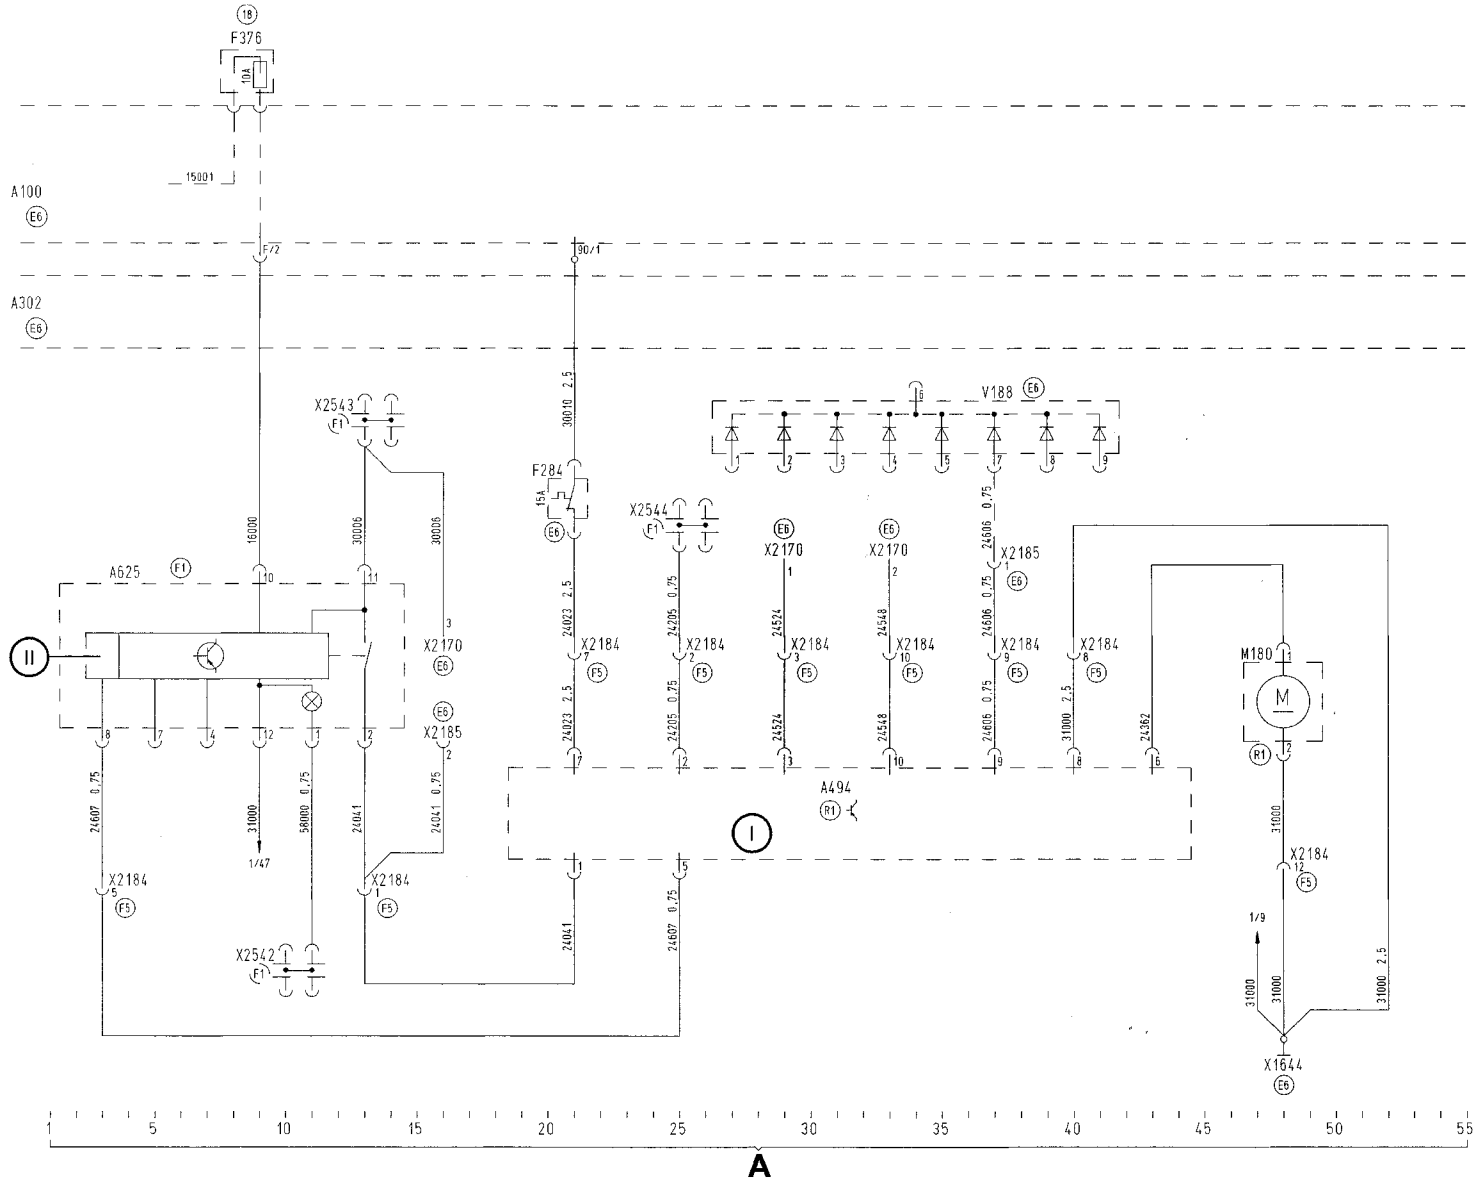 18
F376
10A
15001
A100
E6
F/2
90/1
A302
E6
30010 2.5
X2543
F1
V188 E6
6
1 2 3 4 5 6 7 8 9
F284
15A
E6
X2544
F1
E6
X2170
1
E6
X2170
2
24606 0.75
X2185
1
E6
16000
30006
30006
A625 F1
10
11
24023 2.5
24205 0.75
24524
24548
24606 0.75
II
3
X2170
E6
X2184
7
F5
X2184
2
F5
X2184
3
F5
X2184
10
F5
X2184
9
F5
X2184
8
F5
M180
1
M
2
R1
E6
X2185
2
8 7 4 12 1 2
24023 2.5
24205 0.75
24524
24548
24606 0.75
31000 2.5
24362
7 2 3 10 9 8 6
A494
R1
I
24607 0.75
31000
58000 0.75
24041
24041 0.75
31000
1/47
1
5
X2184
5
F5
X2184
1
F5
X2184
12
F5
24041
24607 0.75
X2542
F1
1/9
31000
31000
31000 2.5
X1644
E6
1 5 10 15 20 25 30 35 40 45 50 55
A